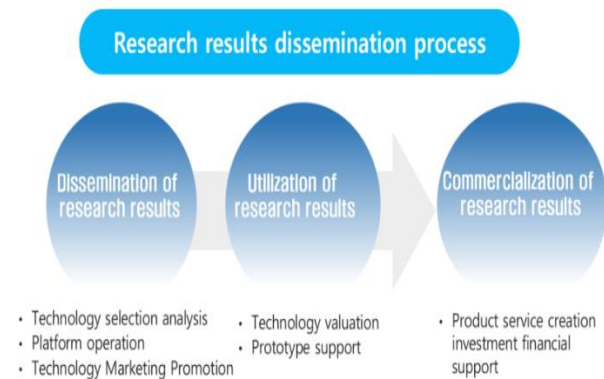 Research results dissemination process
Dissemination of
research results
Utilization of
research results
Commercialization of
research results
• Technology selection analysis
• Platform operation
• Technology Marketing Promotion
• Technology valuation
• Prototype support
• Product service creation
investment financial
support